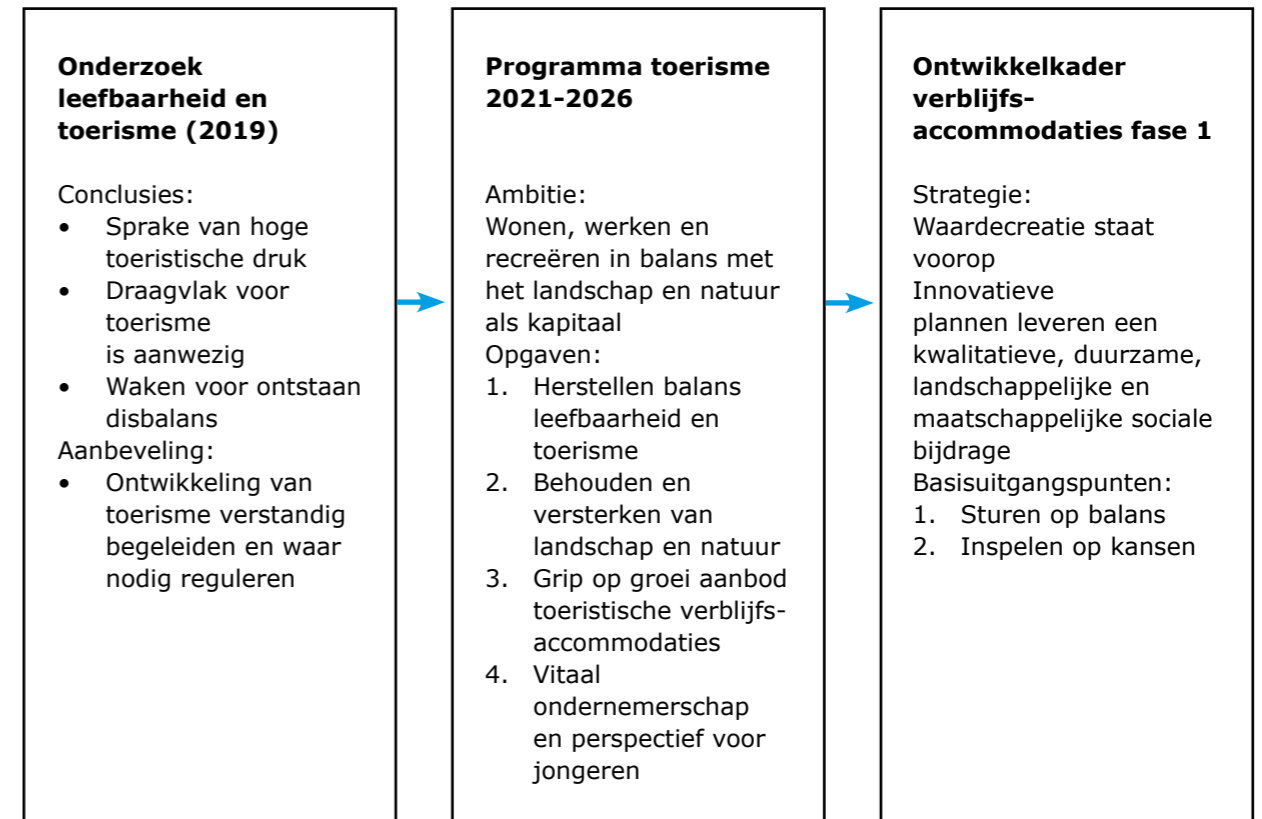 Onderzoek
leefbaarheid en
toerisme (2019)
Conclusies:
• Sprake van hoge
toeristische druk
• Draagvlak voor
toerisme
is aanwezig
• Waken voor ontstaan
disbalans
Aanbeveling:
• Ontwikkeling van
toerisme verstandig
begeleiden en waar
nodig reguleren
Programma toerisme
2021-2026
Ambitie:
Wonen, werken en
recreëren in balans met
het landschap en natuur
als kapitaal
Opgaven:
1. Herstellen balans
leefbaarheid en
toerisme
2. Behouden en
versterken van
landschap en natuur
3. Grip op groei aanbod
toeristische verblijfs-
accommodaties
4. Vitaal
ondernemerschap
en perspectief voor
jongeren
Ontwikkelkader
verblijfs-
accommodaties fase 1
Strategie:
Waardecreatie staat
voorop
Innovatieve
plannen leveren een
kwalitatieve, duurzame,
landschappelijke en
maatschappelijke sociale
bijdrage
Basisuitgangspunten:
1. Sturen op balans
2. Inspelen op kansen